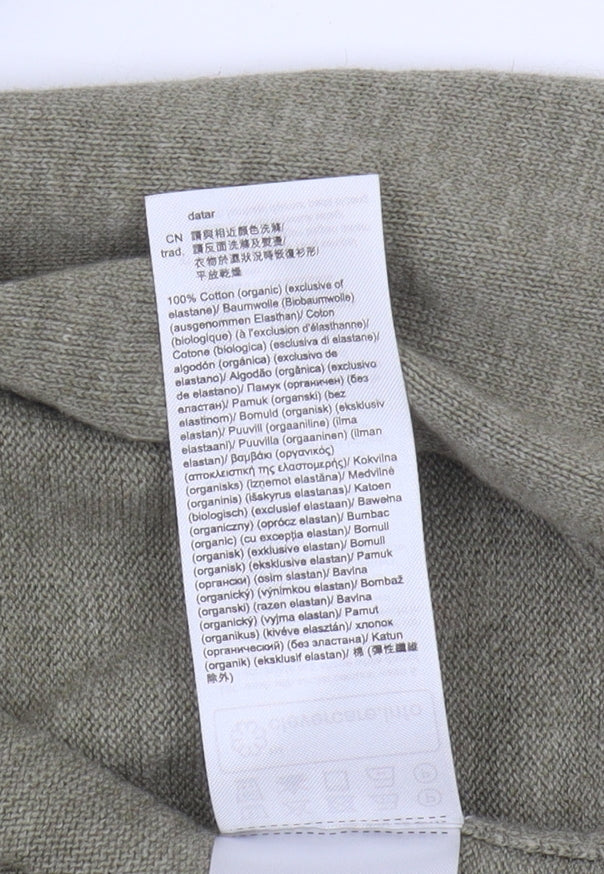 datar
CN 請與相近顏色洗滌/
trad. 請反面洗滌及熨燙/
衣物於濕狀況時恢復衫形/
平放乾燥
100% Cotton (organic) (exclusive of
elastane)/ Baumwolle (Biobaumwolle)
(ausgenommen Elasthan)/ Coton
(biologique) (à l'exclusion d'élasthanne)/
Cotone (biologica) (esclusiva di elastane)/
algodón (orgánica) (exclusivo de
elastano)/ Algodão (orgânica) (exclusivo
de elastano)/ Памук (органичен) (без
еластан)/ Pamuk (organski) (bez
elastinom)/ Bomuld (organisk) (eksklusiv
elastan)/ Puuvill (orgaaniline) (ilma
elastaani)/ Puuvilla (orgaaninen) (ilman
elastan)/ βαμβάκι (οργανικός)
(αποκλειστική της ελαστομερής)/ Kokvilna
(organisks) (izņemot elastāna)/ Medvilnė
(organinis) (išskyrus elastanas)/ Katoen
(biologisch) (exclusief elastaan)/ Bawełna
(organiczny) (oprócz elastan)/ Bumbac
(organic) (cu excepția elastan)/ Bomull
(organisk) (exklusive elastan)/ Bomull
(organisk) (eksklusive elastan)/ Pamuk
(органски) (osim slastan)/ Bavlna
(organický) (výnimkou elastan)/ Bombaž
(organski) (razen elastan)/ Bavlna
(organický) (vyjma elastan)/ Pamut
(organikus) (kivéve elasztán)/ хлопок
(органический) (без эластана)/ Katun
(organik) (eksklusif elastan)/ 棉 (彈性纖維
除外)
clevercare.info